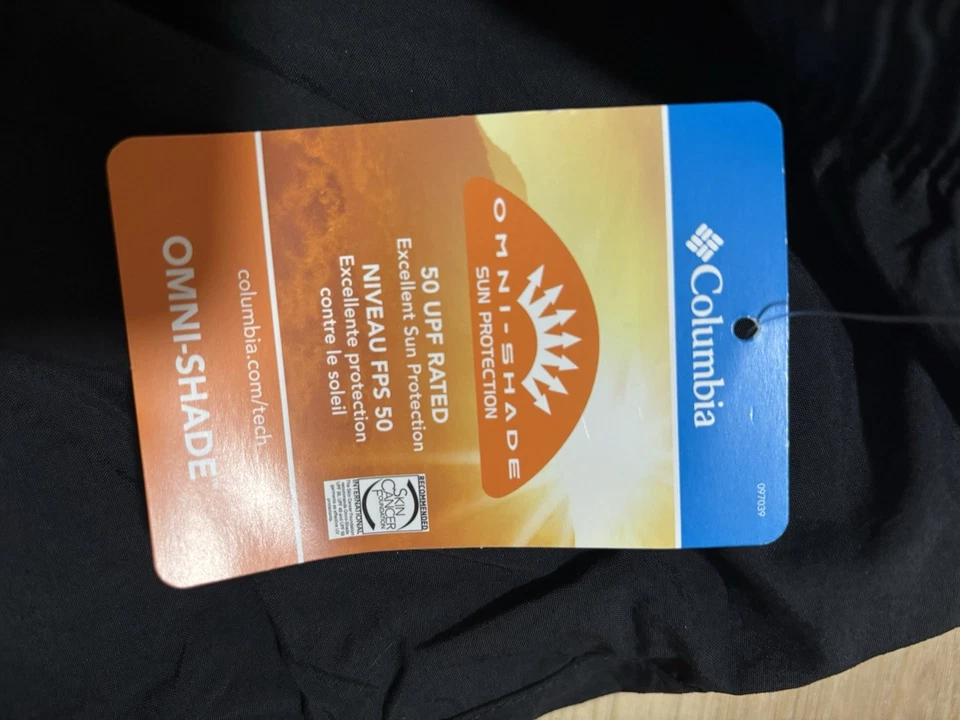 Columbia
097039
OMNI-SHADE
SUN PROTECTION
50 UPF RATED
Excellent Sun Protection
NIVEAU FPS 50
Excellente protection
contre le soleil
RECOMMENDED
SKIN
CANCER
FOUNDATION
INTERNATIONAL
columbia.com/tech
OMNI-SHADE™